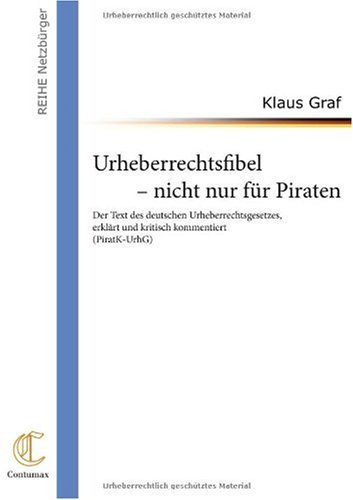 Urheberrechtlich geschütztes Material
REIHE Netzbürger
Klaus Graf
Urheberrechtsfibel
– nicht nur für Piraten
Der Text des deutschen Urheberrechtsgesetzes,
erklärt und kritisch kommentiert
(PiratK-UrhG)
C
Contumax
Urheberrechtlich geschütztes Material